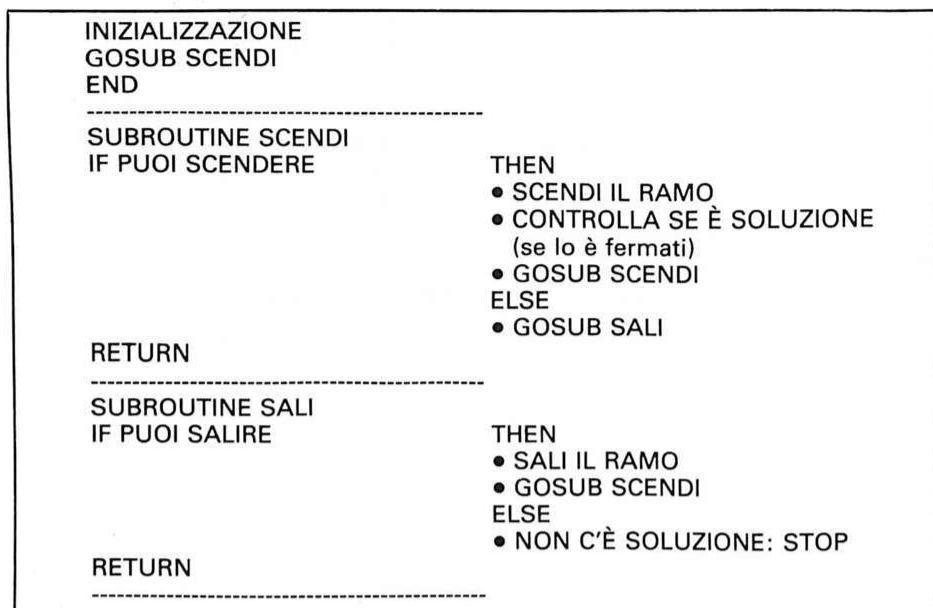 INIZIALIZZAZIONE
GOSUB SCENDI
END
------------------------------------------------
SUBROUTINE SCENDI
IF PUOI SCENDERE THEN
• SCENDI IL RAMO
• CONTROLLA SE È SOLUZIONE
(se lo è fermati)
• GOSUB SCENDI
ELSE
• GOSUB SALI
RETURN
------------------------------------------------
SUBROUTINE SALI
IF PUOI SALIRE THEN
• SALI IL RAMO
• GOSUB SCENDI
ELSE
• NON C'È SOLUZIONE: STOP
RETURN
------------------------------------------------